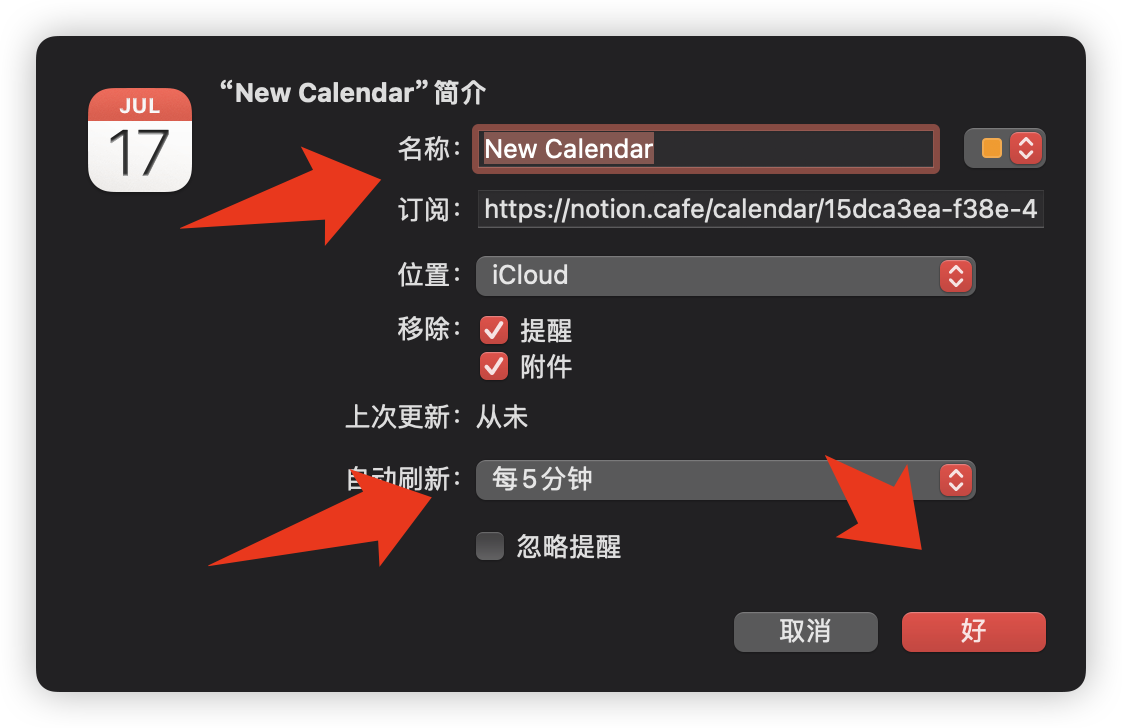 JUL
17
“New Calendar” 简介
名称： New Calendar
订阅： https://notion.cafe/calendar/15dca3ea-f38e-4
位置： iCloud
移除： 提醒
附件
上次更新： 从未
自动刷新： 每 5 分钟
忽略提醒
取消 好